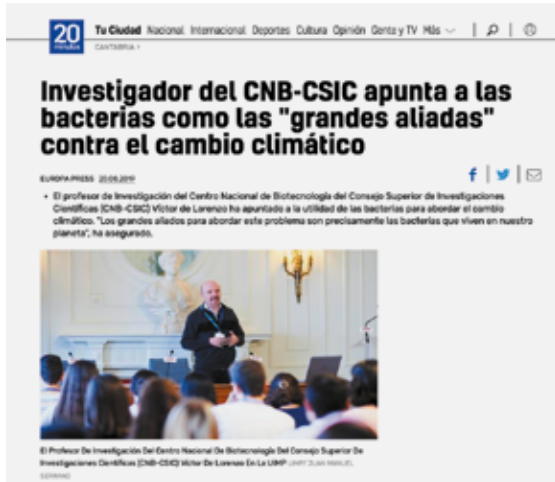 20
minutos
Tu Ciudad Nacional Internacional Deportes Cultura Opinión Gente y TV Más
CANTABRIA
Investigador del CNB-CSIC apunta a las
bacterias como las "grandes aliadas"
contra el cambio climático
EUROPA PRESS 20.08.2019
El profesor de Investigación del Centro Nacional de Biotecnología del Consejo Superior de Investigaciones
Científicas (CNB-CSIC) Víctor de Lorenzo ha apuntado a la utilidad de las bacterias para abordar el cambio
climático. "Los grandes aliados para abordar este problema son precisamente las bacterias que viven en nuestro
planeta", ha asegurado.
El Profesor De Investigación Del Centro Nacional De Biotecnología Del Consejo Superior De
Investigaciones Científicas (CNB-CSIC) Víctor De Lorenzo En La UIMP UIMP/JUAN MANUEL
SERRANO